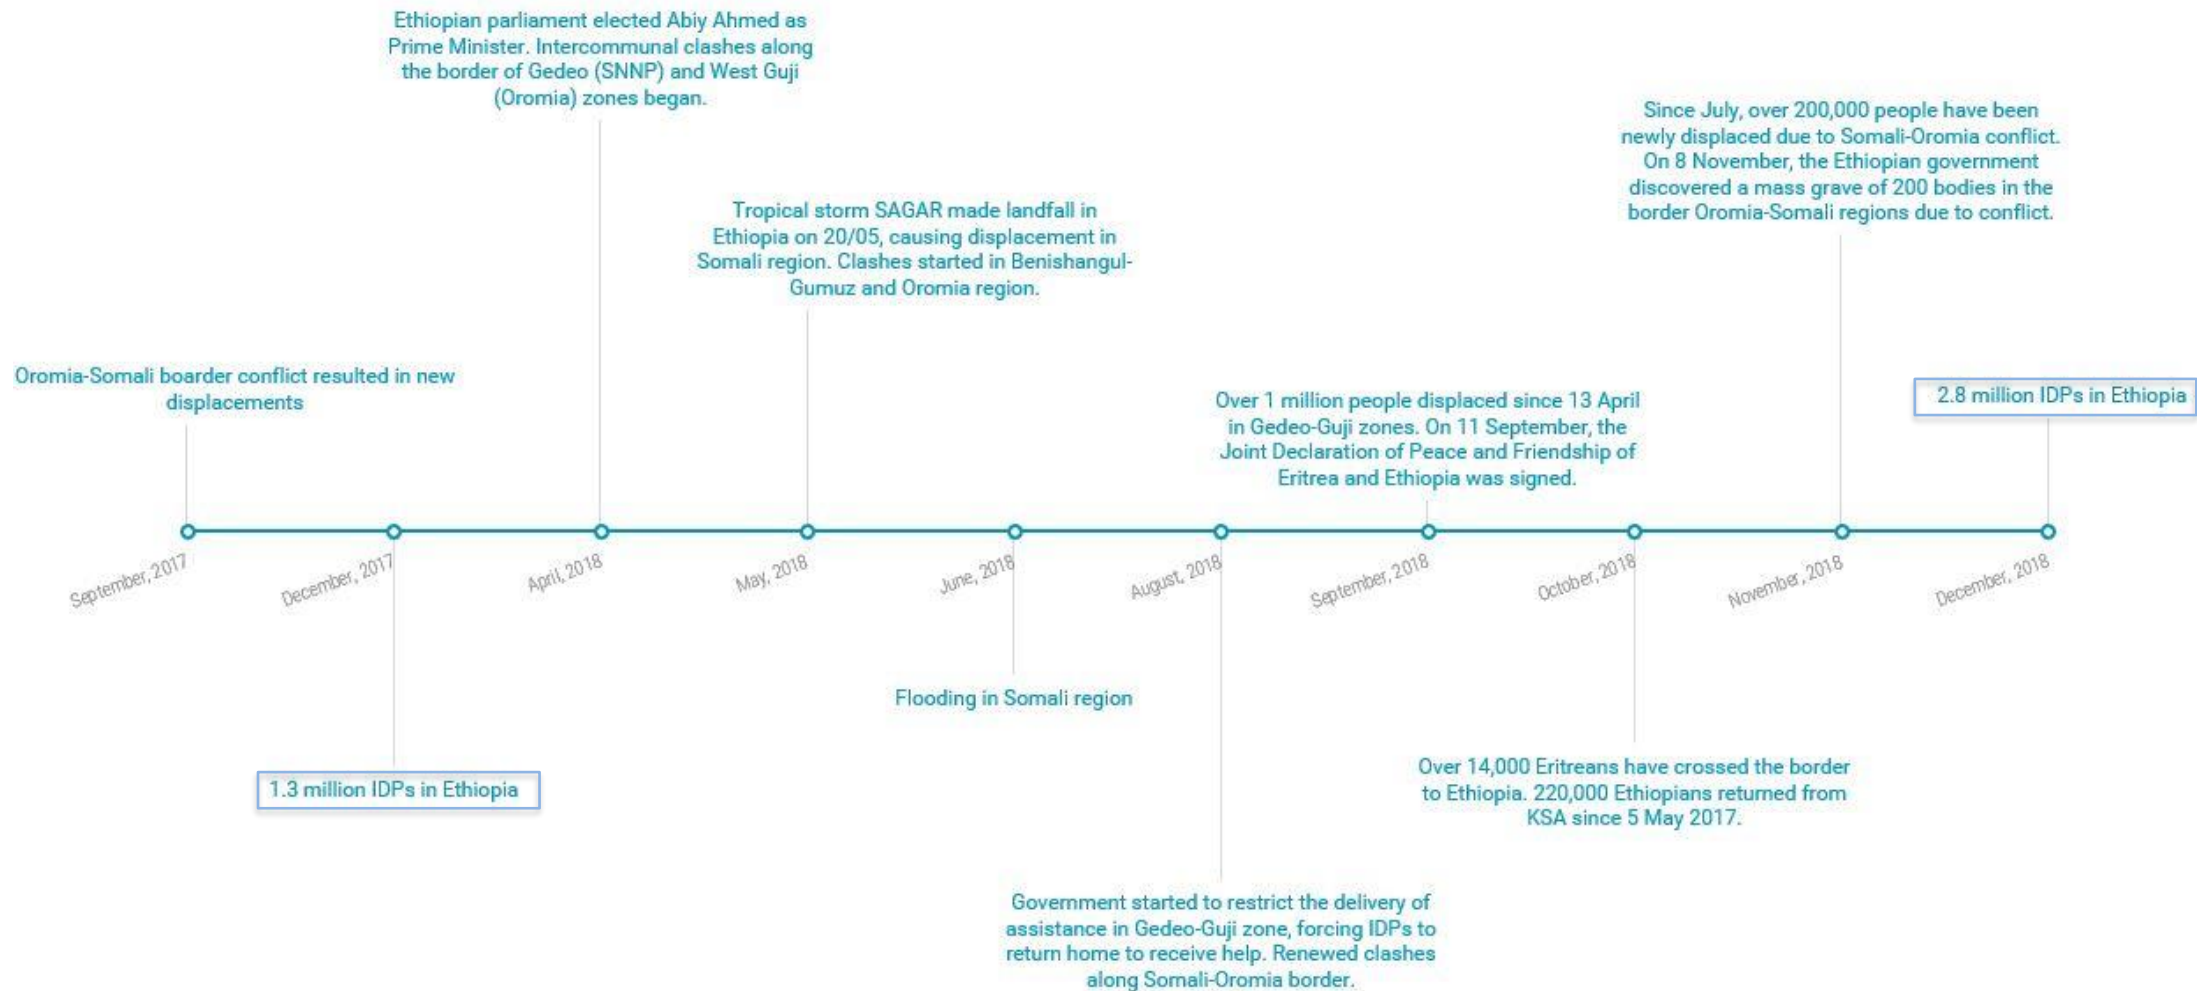 Ethiopian parliament elected Abiy Ahmed as
Prime Minister. Intercommunal clashes along
the border of Gedeo (SNNP) and West Guji
(Oromia) zones began.
Since July, over 200,000 people have been
newly displaced due to Somali-Oromia conflict.
On 8 November, the Ethiopian government
discovered a mass grave of 200 bodies in the
border Oromia-Somali regions due to conflict.
Tropical storm SAGAR made landfall in
Ethiopia on 20/05, causing displacement in
Somali region. Clashes started in Benishangul-
Gumuz and Oromia region.
Oromia-Somali boarder conflict resulted in new
displacements
Over 1 million people displaced since 13 April
in Gedeo-Guji zones. On 11 September, the
Joint Declaration of Peace and Friendship of
Eritrea and Ethiopia was signed.
2.8 million IDPs in Ethiopia
September, 2017
December, 2017
April, 2018
May, 2018
June, 2018
August, 2018
September, 2018
October, 2018
November, 2018
December, 2018
Flooding in Somali region
1.3 million IDPs in Ethiopia
Over 14,000 Eritreans have crossed the border
to Ethiopia. 220,000 Ethiopians returned from
KSA since 5 May 2017.
Government started to restrict the delivery of
assistance in Gedeo-Guji zone, forcing IDPs to
return home to receive help. Renewed clashes
along Somali-Oromia border.